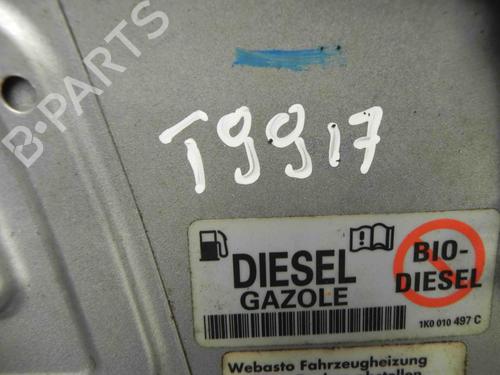 B-PARTS
T9917
DIESEL
GAZOLE
BIO-
DIESEL
1K0 010 497 C
Webasto Fahrzeugheizung